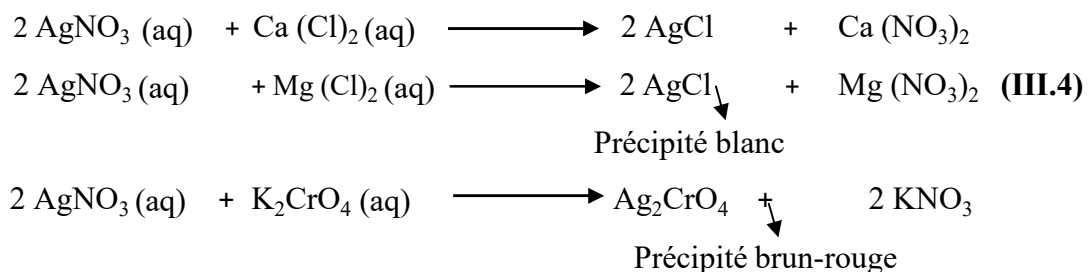 2 AgNO₃ (aq) + Ca (Cl)₂ (aq) ⟶ 2 AgCl + Ca (NO₃)₂
2 AgNO₃ (aq) + Mg (Cl)₂ (aq) ⟶ 2 AgCl + Mg (NO₃)₂ (III.4)
Précipité blanc
2 AgNO₃ (aq) + K₂CrO₄ (aq) ⟶ Ag₂CrO₄ + 2 KNO₃
Précipité brun-rouge